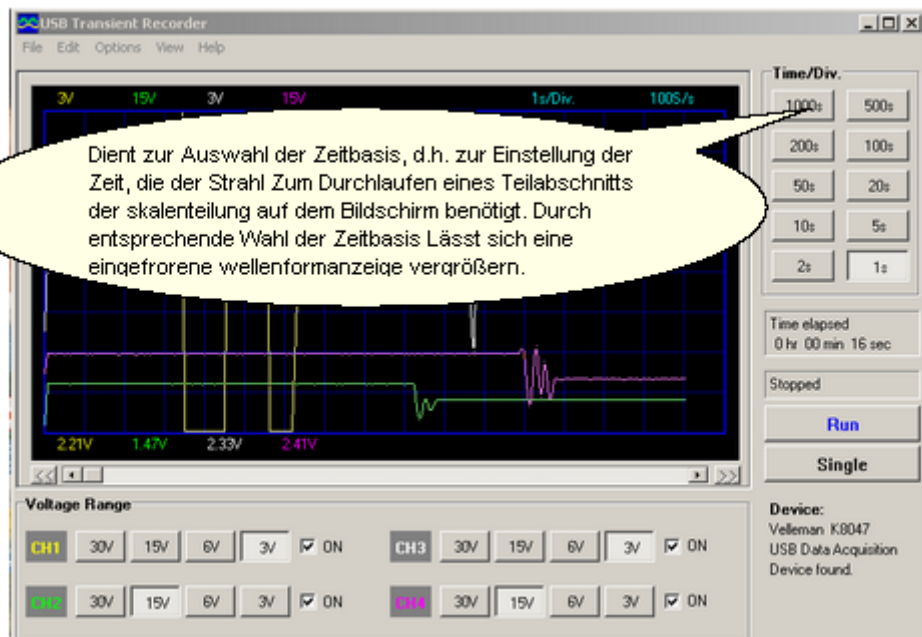 USB Transient Recorder
File Edit Options View Help
3V 15V 3V 15V 1s/Div. 100S/s
Dient zur Auswahl der Zeitbasis, d.h. zur Einstellung der
Zeit, die der Strahl Zum Durchlaufen eines Teilabschnitts
der skalenteilung auf dem Bildschirm benötigt. Durch
entsprechende Wahl der Zeitbasis Lässt sich eine
eingefrorene wellenformanzeige vergrößern.
2.21V 1.47V 2.33V 2.41V
<< >>
Time/Div.
1000s 500s
200s 100s
50s 20s
10s 5s
2s 1s
Time elapsed
0 hr 00 min 16 sec
Stopped
Run
Single
Voltage Range
CH1 30V 15V 6V 3V ON
CH3 30V 15V 6V 3V ON
CH2 30V 15V 6V 3V ON
CH4 30V 15V 6V 3V ON
Device:
Velleman K8047
USB Data Acquisition
Device found.